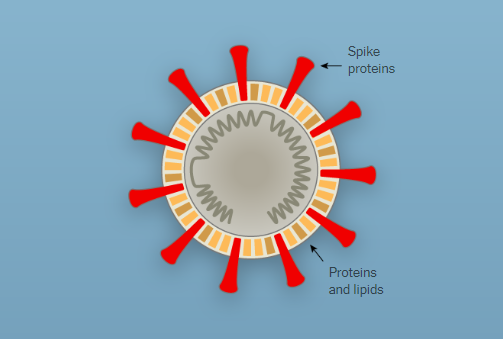 Spike
proteins
Proteins
and lipids